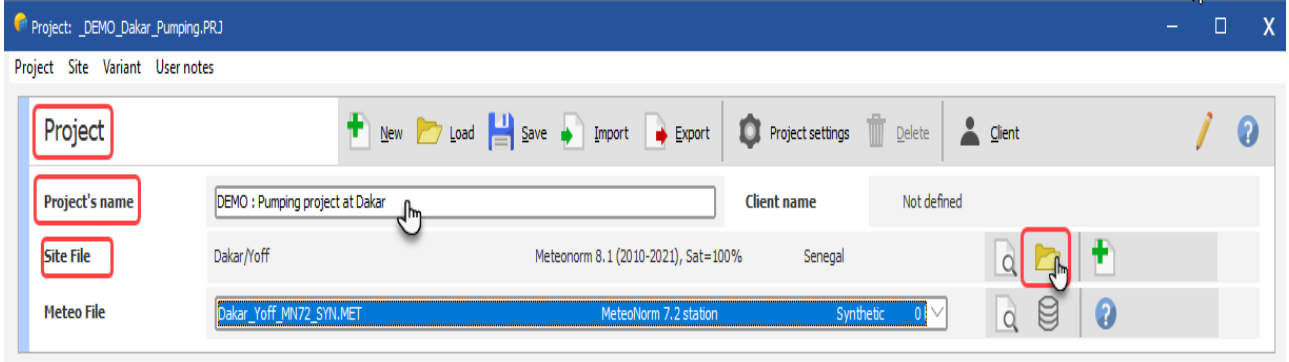 Project: _DEMO_Dakar_Pumping.PRJ
Project Site Variant User notes
Project New Load Save Import Export Project settings Delete Client
Project's name DEMO : Pumping project at Dakar Client name Not defined
Site File Dakar/Yoff Meteonorm 8.1 (2010-2021), Sat=100% Senegal
Meteo File Dakar_Yoff_MN72_SYN.MET MeteoNorm 7.2 station Synthetic 0